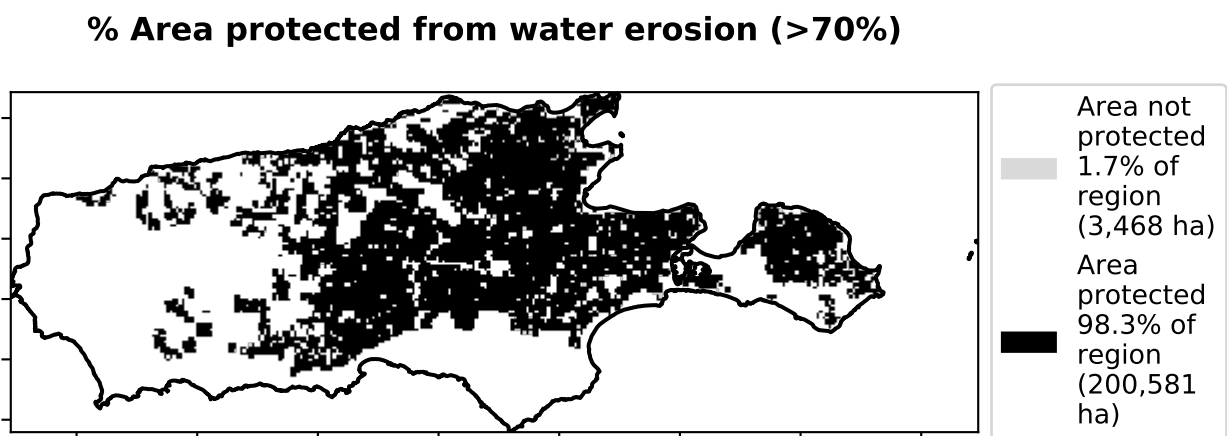 % Area protected from water erosion (>70%)
Area not
protected
1.7% of
region
(3,468 ha)
Area
protected
98.3% of
region
(200,581
ha)